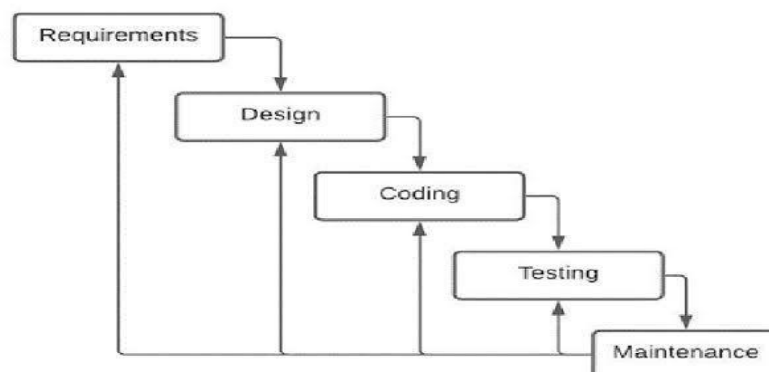 Requirements
Design
Coding
Testing
Maintenance